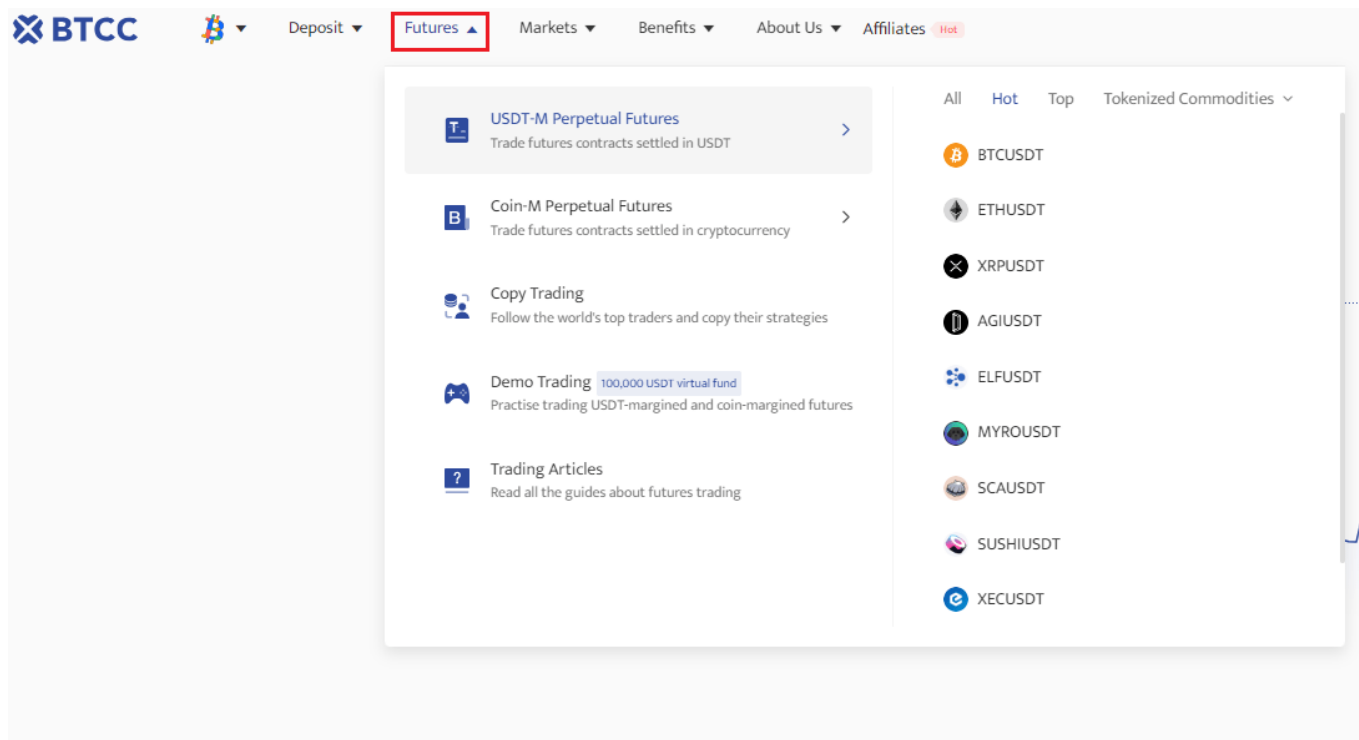 BTCC
Deposit
Futures
Markets
Benefits
About Us
Affiliates
Hot
USDT-M Perpetual Futures
Trade futures contracts settled in USDT
Coin-M Perpetual Futures
Trade futures contracts settled in cryptocurrency
Copy Trading
Follow the world's top traders and copy their strategies
Demo Trading 100,000 USDT virtual fund
Practise trading USDT-margined and coin-margined futures
Trading Articles
Read all the guides about futures trading
All Hot Top Tokenized Commodities
BTCUSDT
ETHUSDT
XRPUSDT
AGIUSDT
ELFUSDT
MYROUSDT
SCAUSDT
SUSHIUSDT
XECUSDT